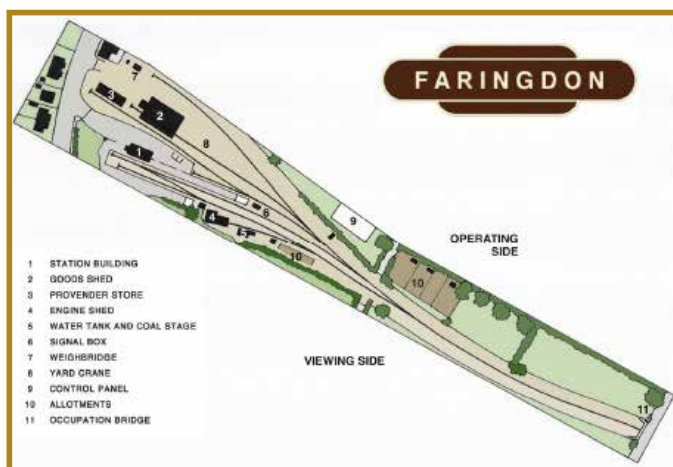 FARINGDON
7
3
2
1
8
6
4
5
9
10
OPERATING
SIDE
10
VIEWING SIDE
11
1 STATION BUILDING
2 GOODS SHED
3 PROVENDER STORE
4 ENGINE SHED
5 WATER TANK AND COAL STAGE
6 SIGNAL BOX
7 WEIGHBRIDGE
8 YARD CRANE
9 CONTROL PANEL
10 ALLOTMENTS
11 OCCUPATION BRIDGE